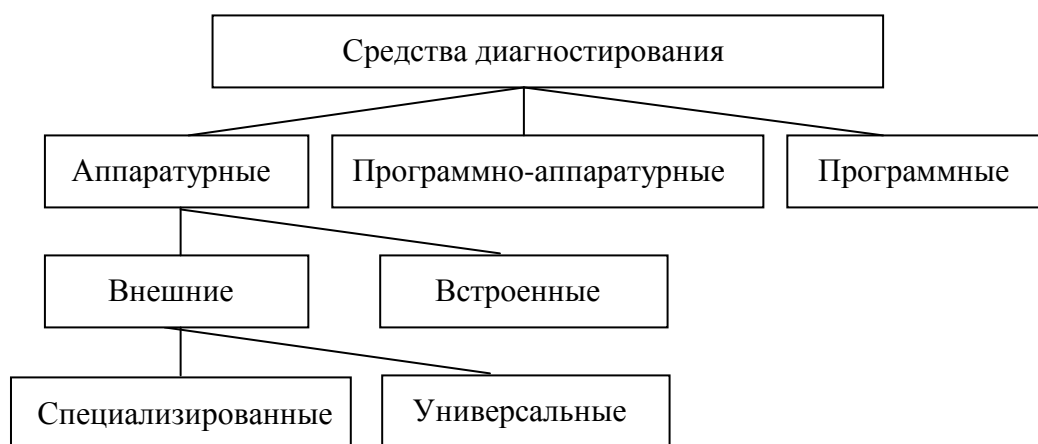 Средства диагностирования
Аппаратурные
Программно-аппаратурные
Программные
Внешние
Встроенные
Специализированные
Универсальные